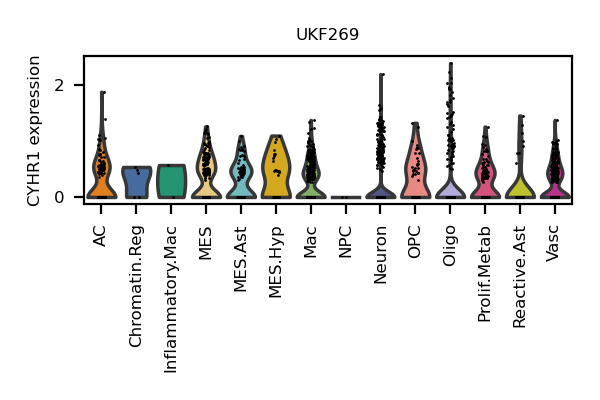 UKF269
CYHR1 expression
2
0
AC
Chromatin.Reg
Inflammatory.Mac
MES
MES.Ast
MES.Hyp
Mac
NPC
Neuron
OPC
Oligo
Prolif.Metab
Reactive.Ast
Vasc